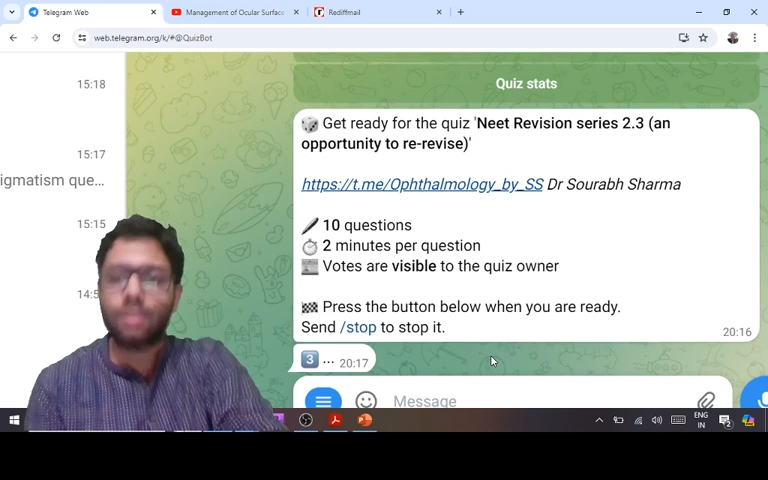 Telegram Web
Management of Ocular Surfac
Rediffmail
web.telegram.org/k/#@QuizBot
15:18
Quiz stats
Get ready for the quiz 'Neet Revision series 2.3 (an
opportunity to re-revise)'
15:17
igmatism que...
https://t.me/Ophthalmology_by_SS Dr Sourabh Sharma
15:15
10 questions
2 minutes per question
Votes are visible to the quiz owner
Press the button below when you are ready.
Send /stop to stop it.
20:16
3 ... 20:17
Message
ENG
IN
2